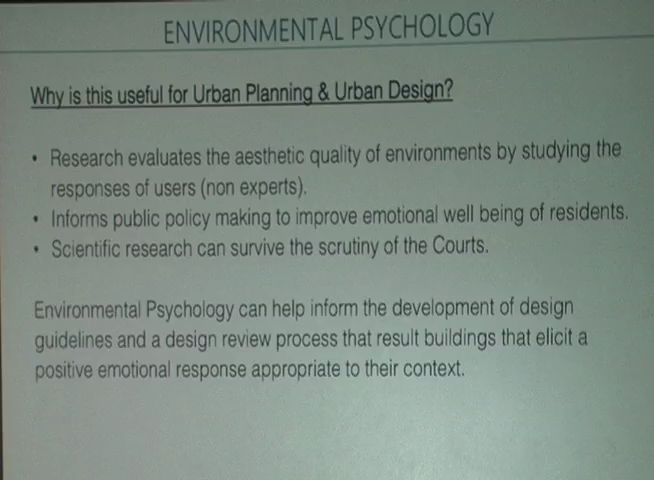 ENVIRONMENTAL PSYCHOLOGY
Why is this useful for Urban Planning & Urban Design?
• Research evaluates the aesthetic quality of environments by studying the
responses of users (non experts).
• Informs public policy making to improve emotional well being of residents.
• Scientific research can survive the scrutiny of the Courts.
Environmental Psychology can help inform the development of design
guidelines and a design review process that result buildings that elicit a
positive emotional response appropriate to their context.